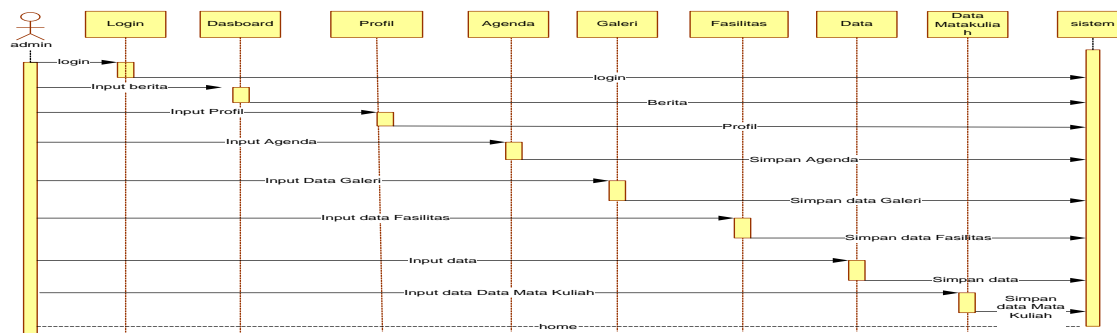 Login
Dasboard
Profil
Agenda
Galeri
Fasilitas
Data
Data
Matakulia
h
sistem
admin
login
login
Input berita
Berita
Input Profil
Profil
Input Agenda
Simpan Agenda
Input Data Galeri
Simpan data Galeri
Input data Fasilitas
Simpan data Fasilitas
Input data
Simpan data
Input data Data Mata Kuliah
Simpan
data Mata
Kuliah
home